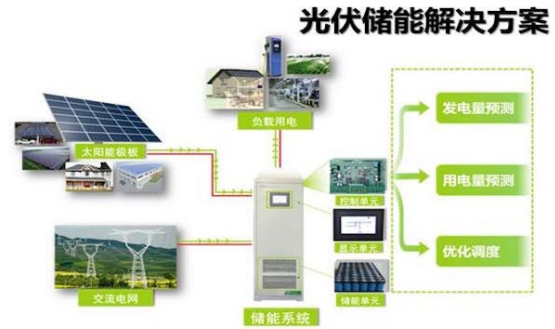 光伏储能解决方案
负载用电
太阳能极板
交流电网
储能系统
控制单元
显示单元
储能单元
发电量预测
用电量预测
优化调度